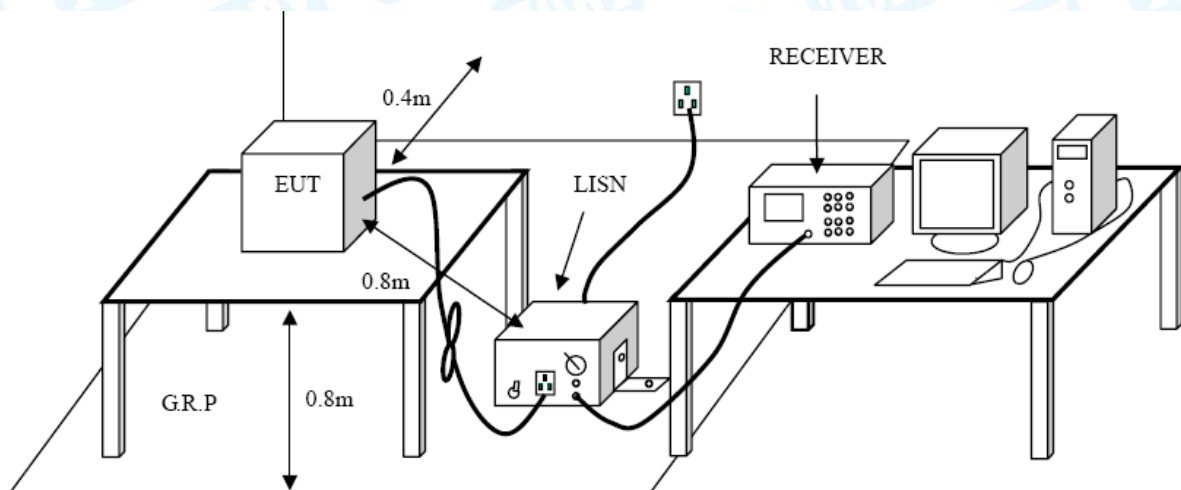 RECEIVER
0.4m
EUT
LISN
0.8m
G.R.P
0.8m